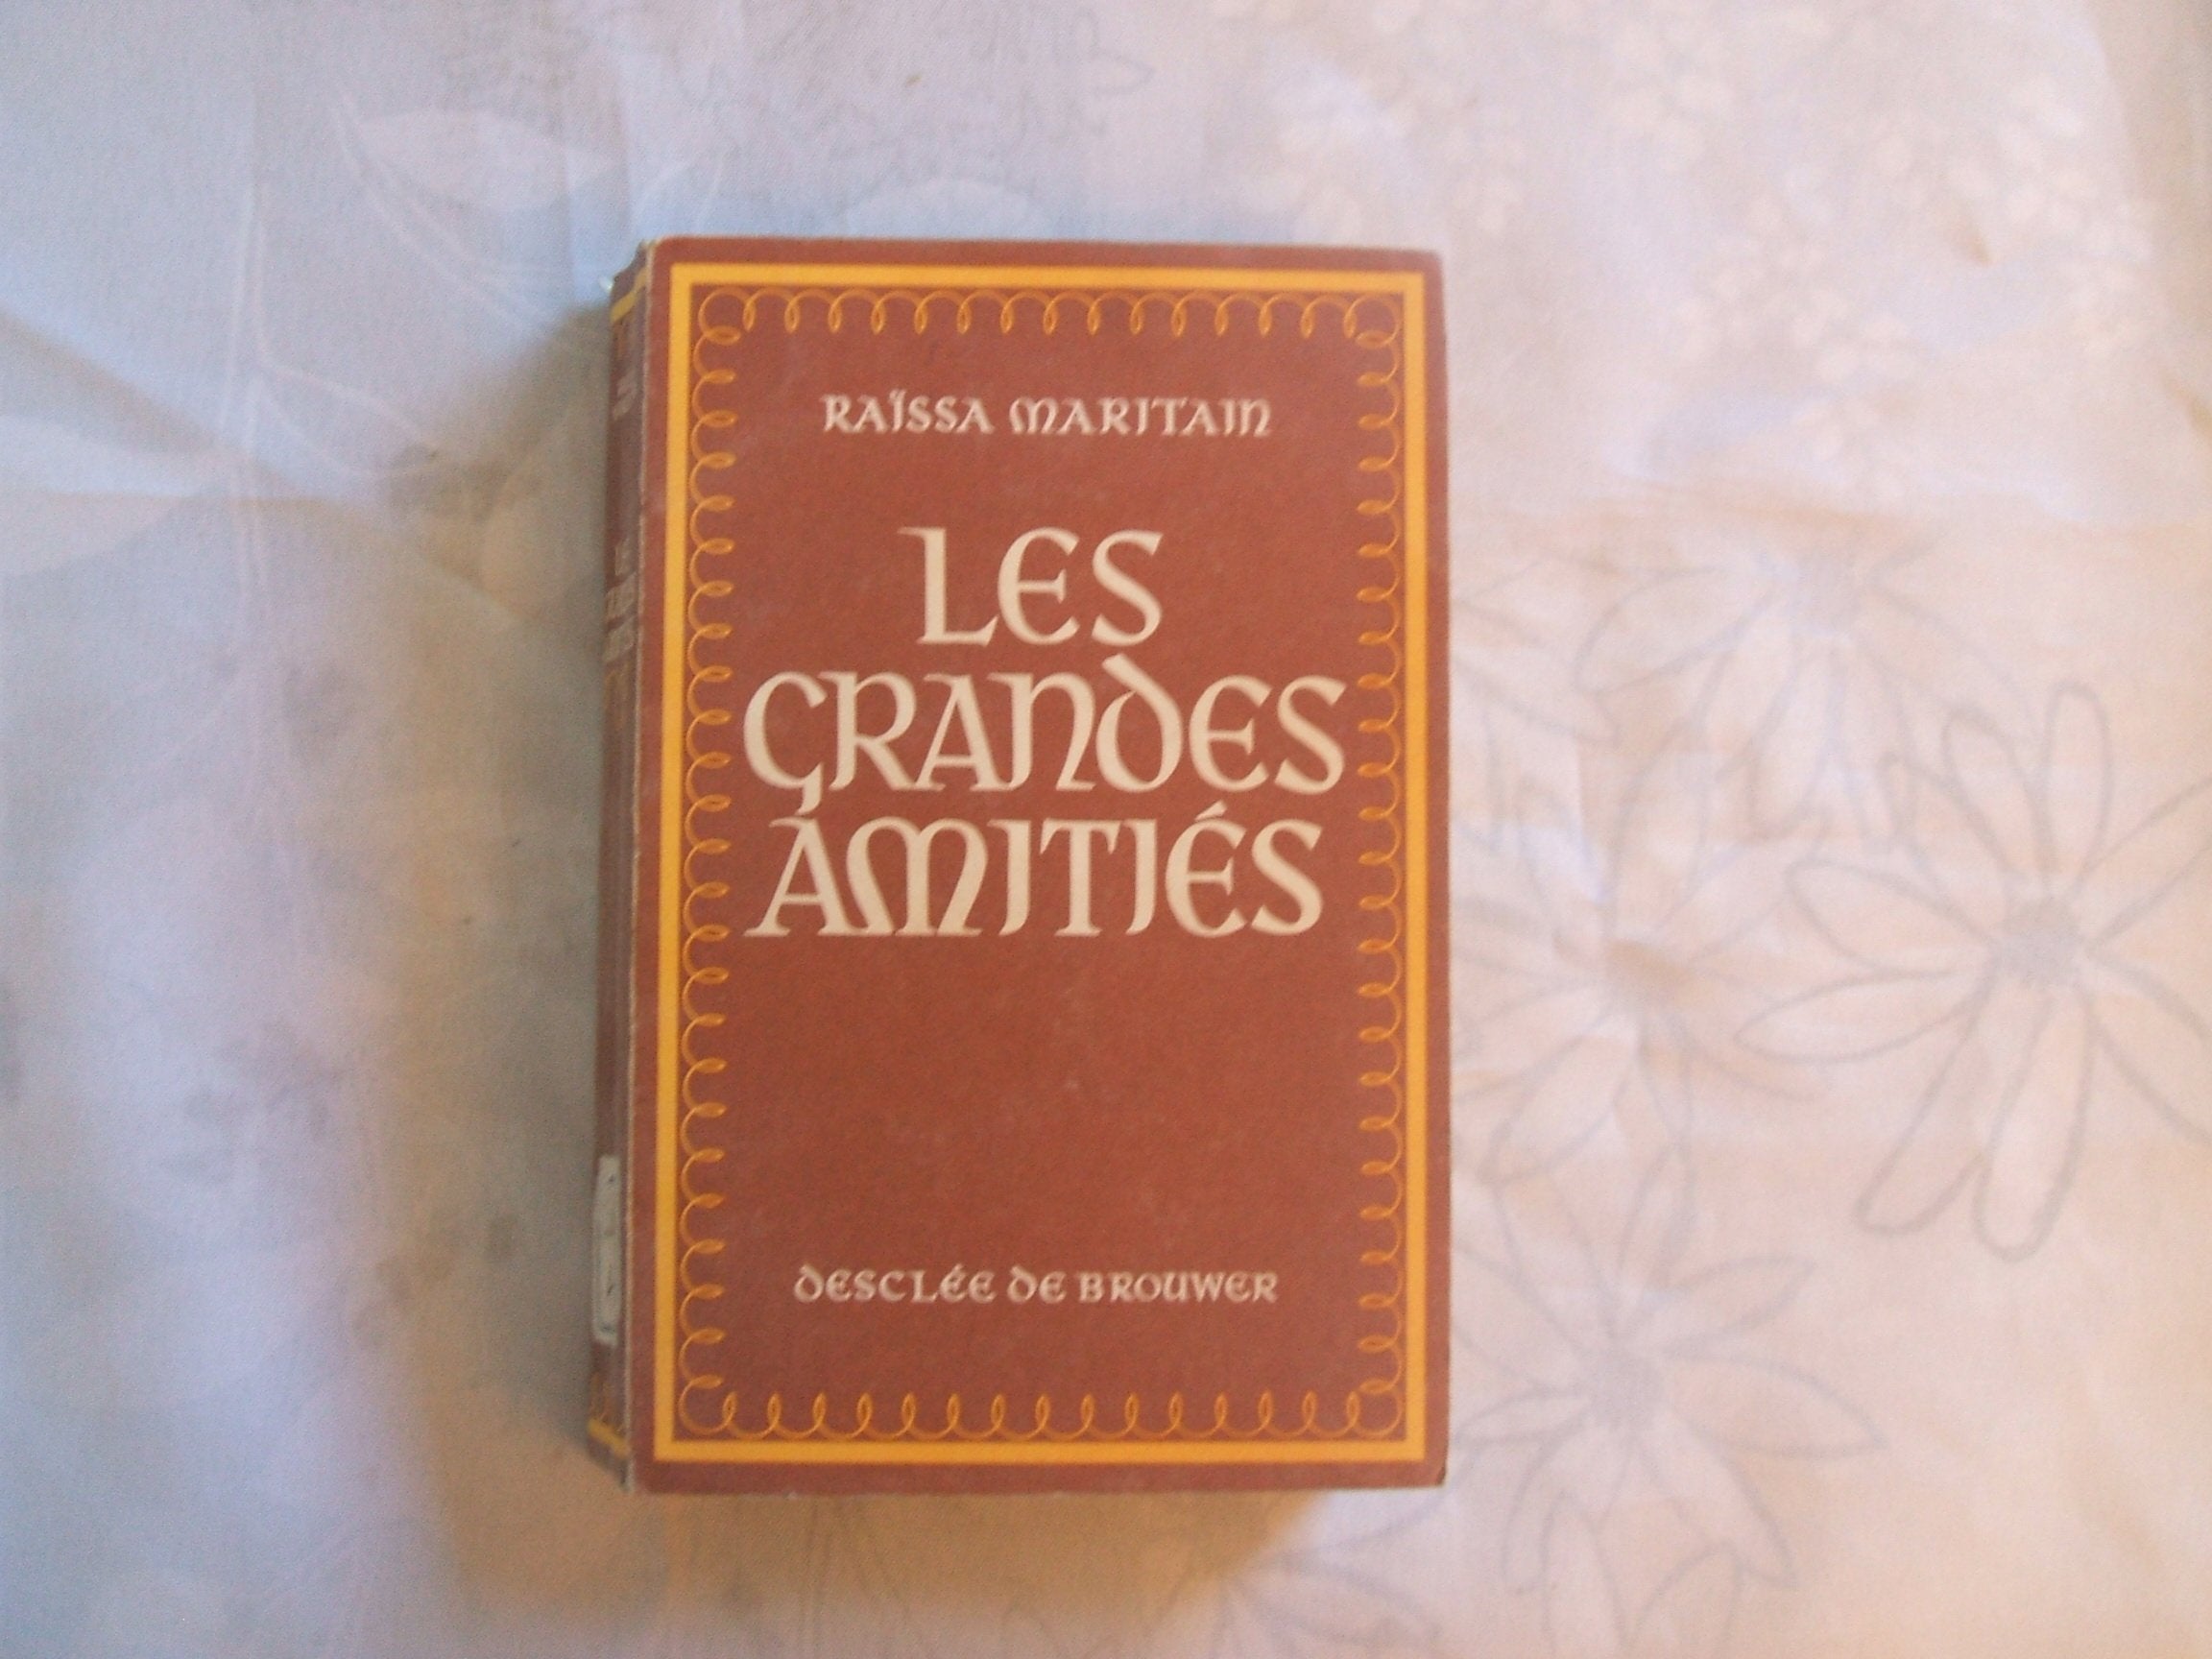 RAÏSSA MARITAIN
LES
GRANDES
AMITIÉS
DESCLÉE DE BROUWER